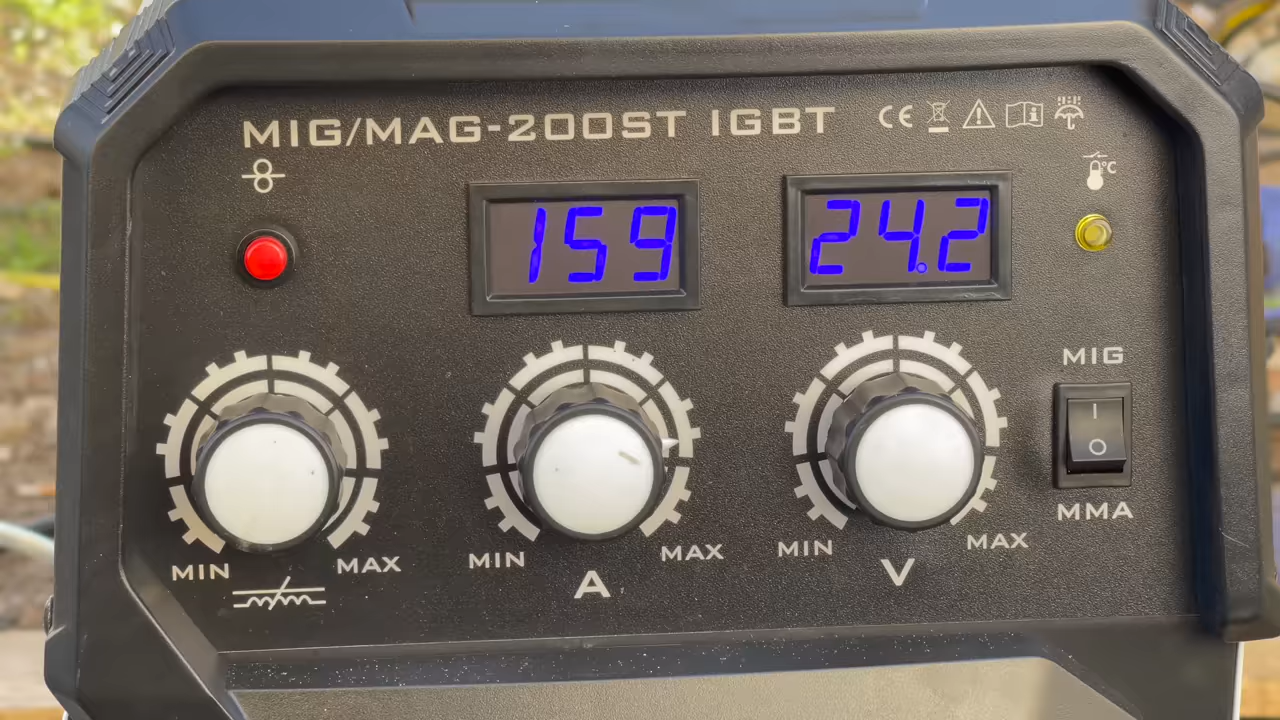 MIG/MAG-200ST IGBT CE
°C
159 24.2
MIG
I
O
MMA
MIN MAX
MIN MAX
MIN MAX
A
V